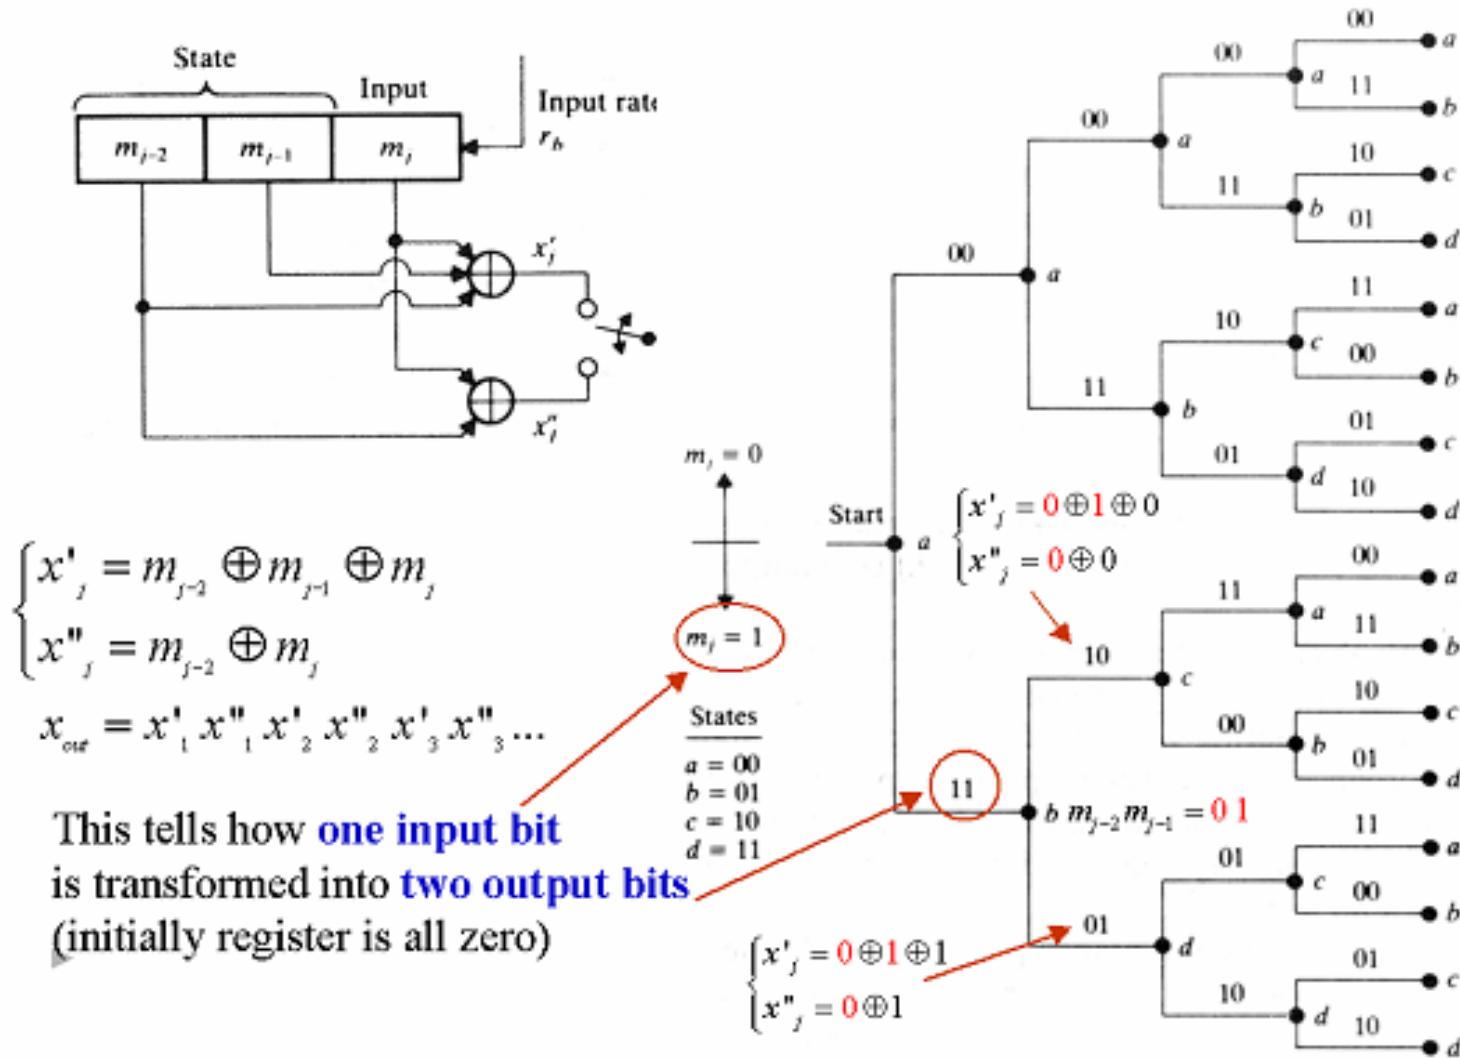 State
Input
Input rate
r_b
m_{j-2} m_{j-1} m_j
x'_j
x"_j
{ x'_j = m_{j-2} ⊕ m_{j-1} ⊕ m_j
x"_j = m_{j-2} ⊕ m_j
x_{out} = x'_1 x"_1 x'_2 x"_2 x'_3 x"_3...
This tells how one input bit
is transformed into two output bits
(initially register is all zero)
m_j = 0
m_j = 1
States
a = 00
b = 01
c = 10
d = 11
Start
a
{ x'_j = 0⊕1⊕0
x"_j = 0⊕0
00
a
11
b m_{j-2}m_{j-1} = 0 1
{ x'_j = 0⊕1⊕1
x"_j = 0⊕1
00
a
11
b
10
c
01
d
00
a
11
b
10
c
01
d
11
a
00
b
01
c
10
d
00
a
11
b
10
c
01
d
11
a
00
b
01
c
10
d
00
a
11
b
10
c
01
d
11
a
00
b
01
c
10
d